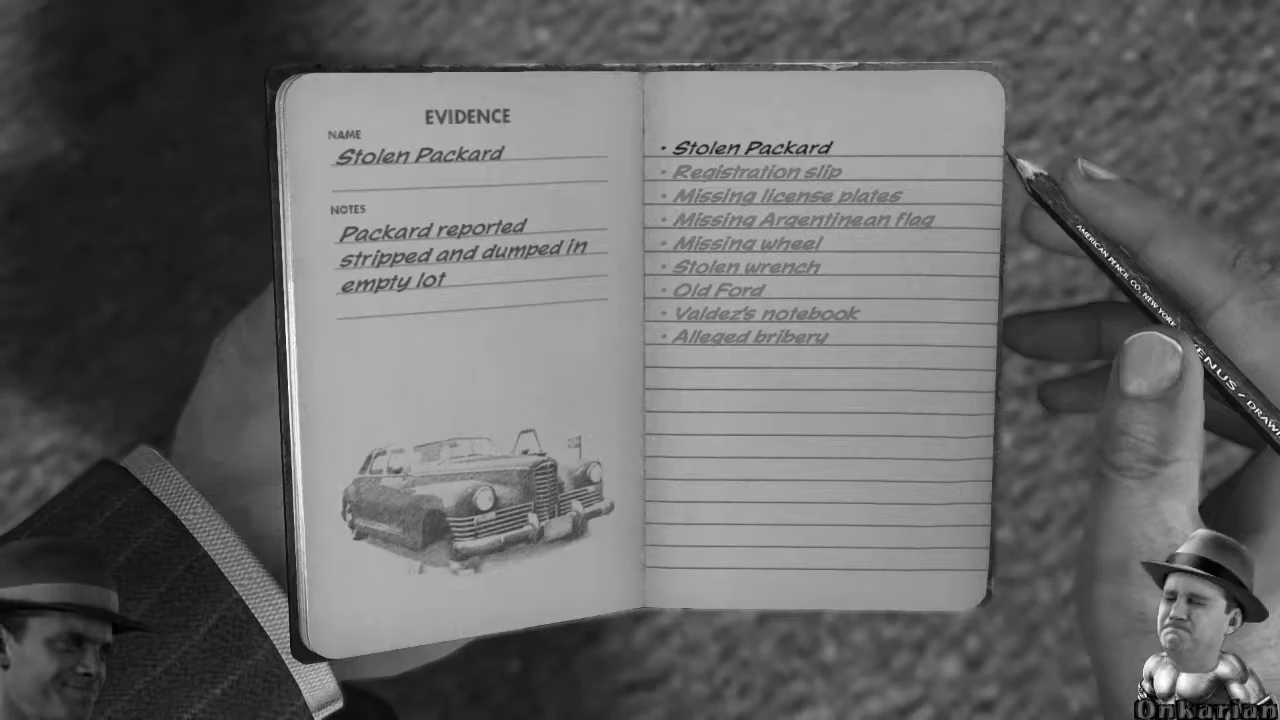 EVIDENCE
NAME
Stolen Packard
NOTES
Packard reported
stripped and dumped in
empty lot
• Stolen Packard
• Registration slip
• Missing license plates
• Missing Argentinean flag
• Missing wheel
• Stolen wrench
• Old Ford
• Valdez's notebook
• Alleged bribery
AMERICAN PENCIL CO. NEW YORK
VENUS / DRAWING
Onkarian